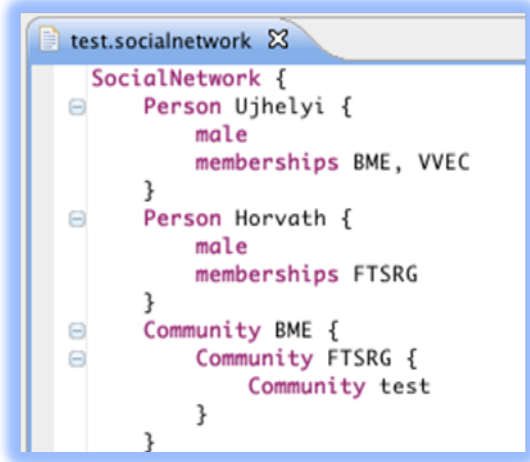 test.socialnetwork
SocialNetwork {
Person Ujhelyi {
male
memberships BME, VVEC
}
Person Horvath {
male
memberships FTSRG
}
Community BME {
Community FTSRG {
Community test
}
}